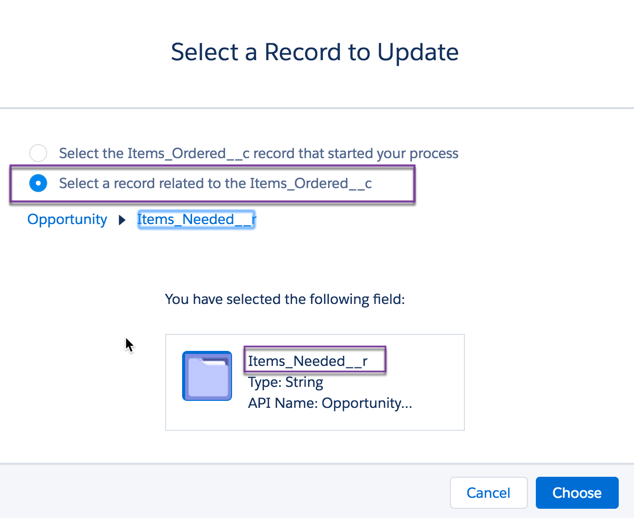 Select a Record to Update
Select the Items_Ordered__c record that started your process
Select a record related to the Items_Ordered__c
Opportunity Items_Needed__r
You have selected the following field:
Items_Needed__r
Type: String
API Name: Opportunity...
Cancel Choose